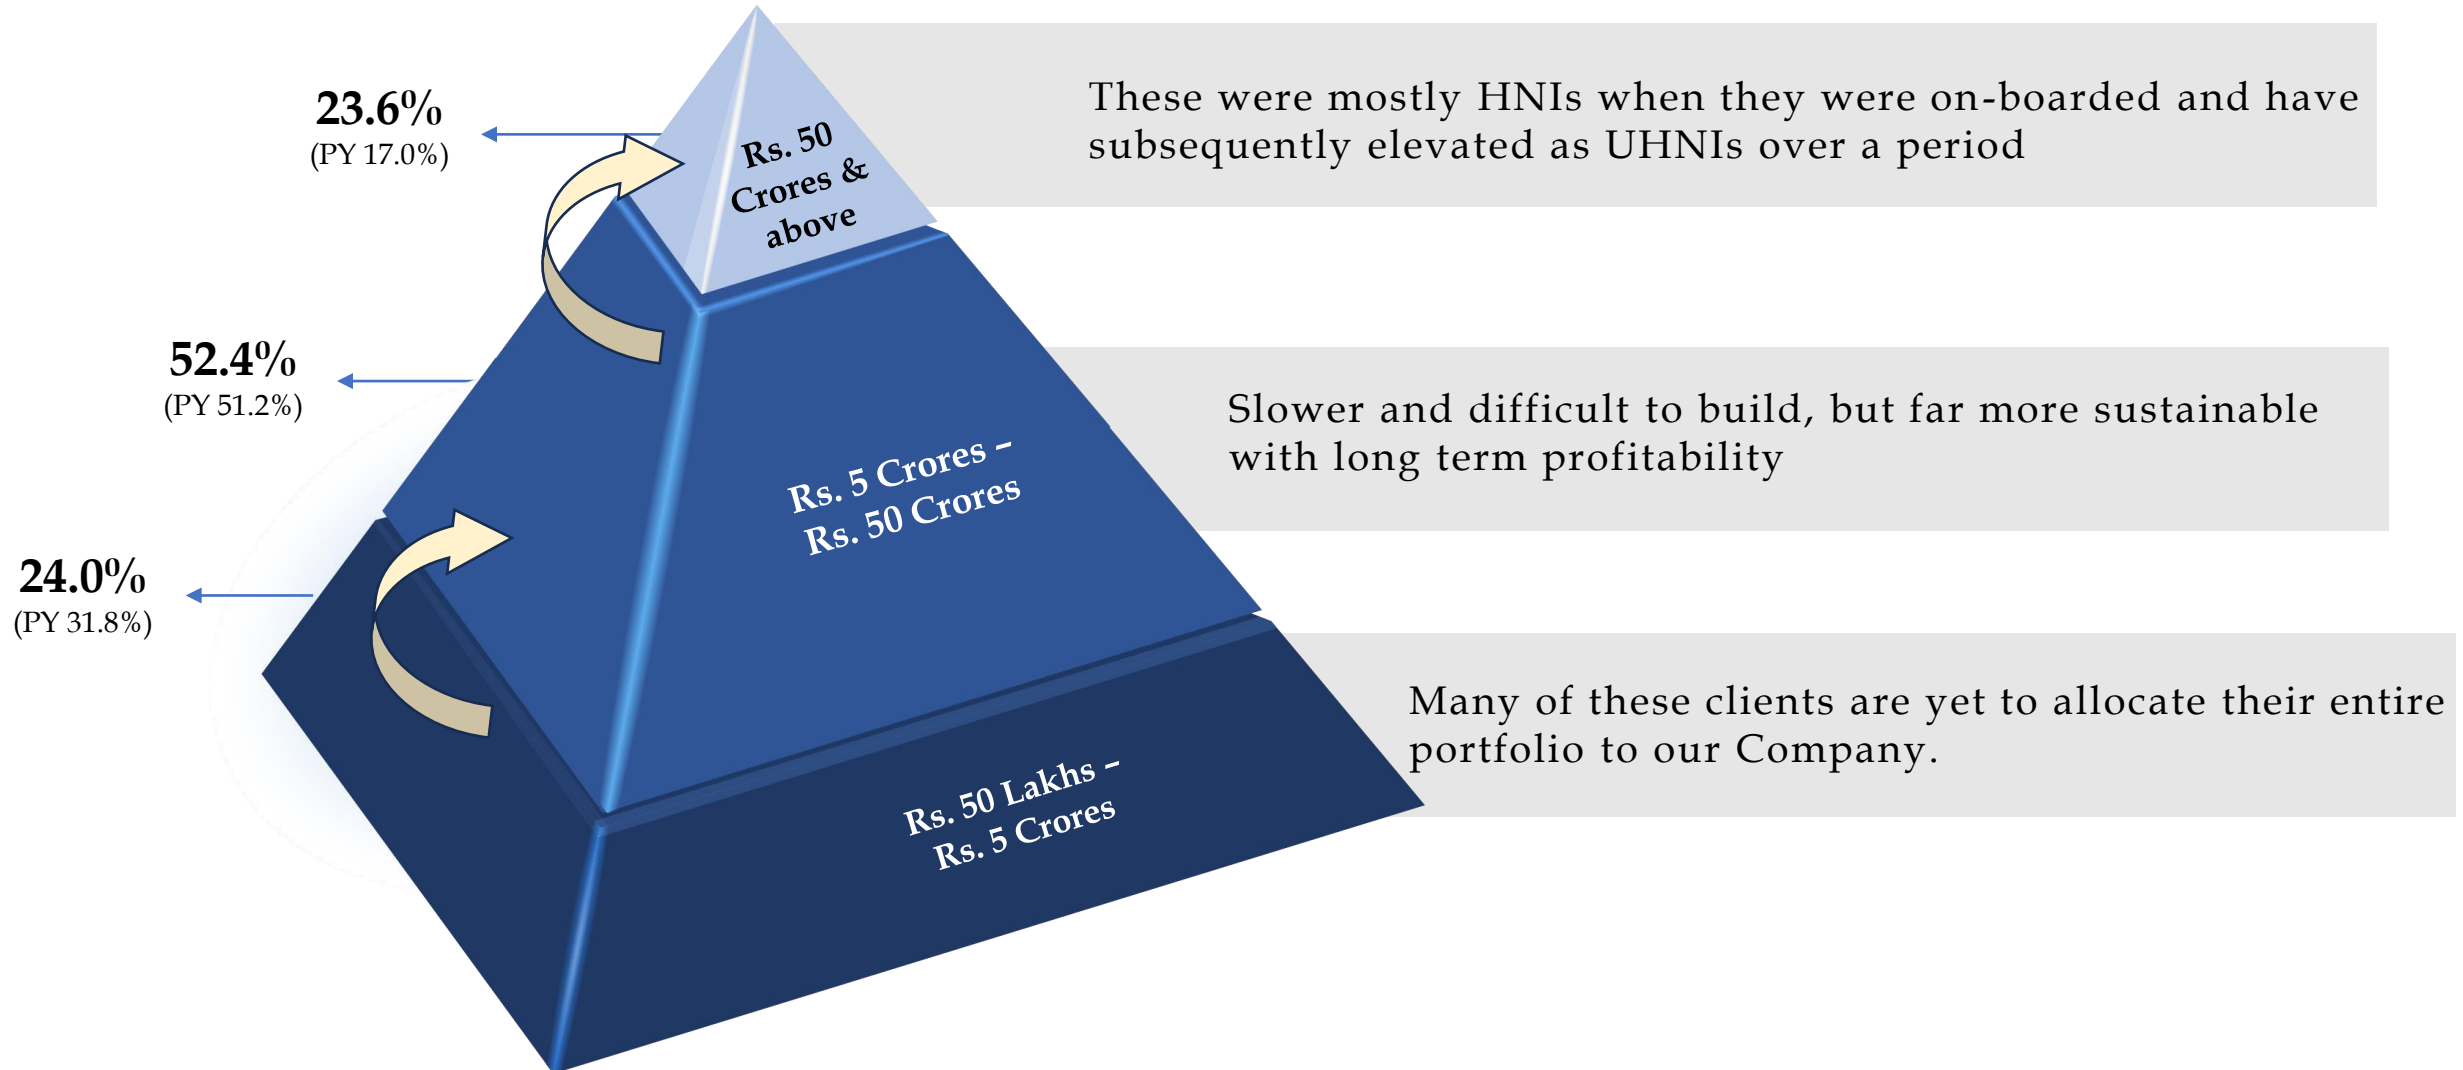 23.6%
(PY 17.0%)
Rs. 50
Crores &
above
These were mostly HNIs when they were on-boarded and have
subsequently elevated as UHNIs over a period
52.4%
(PY 51.2%)
Rs. 5 Crores –
Rs. 50 Crores
Slower and difficult to build, but far more sustainable
with long term profitability
24.0%
(PY 31.8%)
Rs. 50 Lakhs –
Rs. 5 Crores
Many of these clients are yet to allocate their entire
portfolio to our Company.